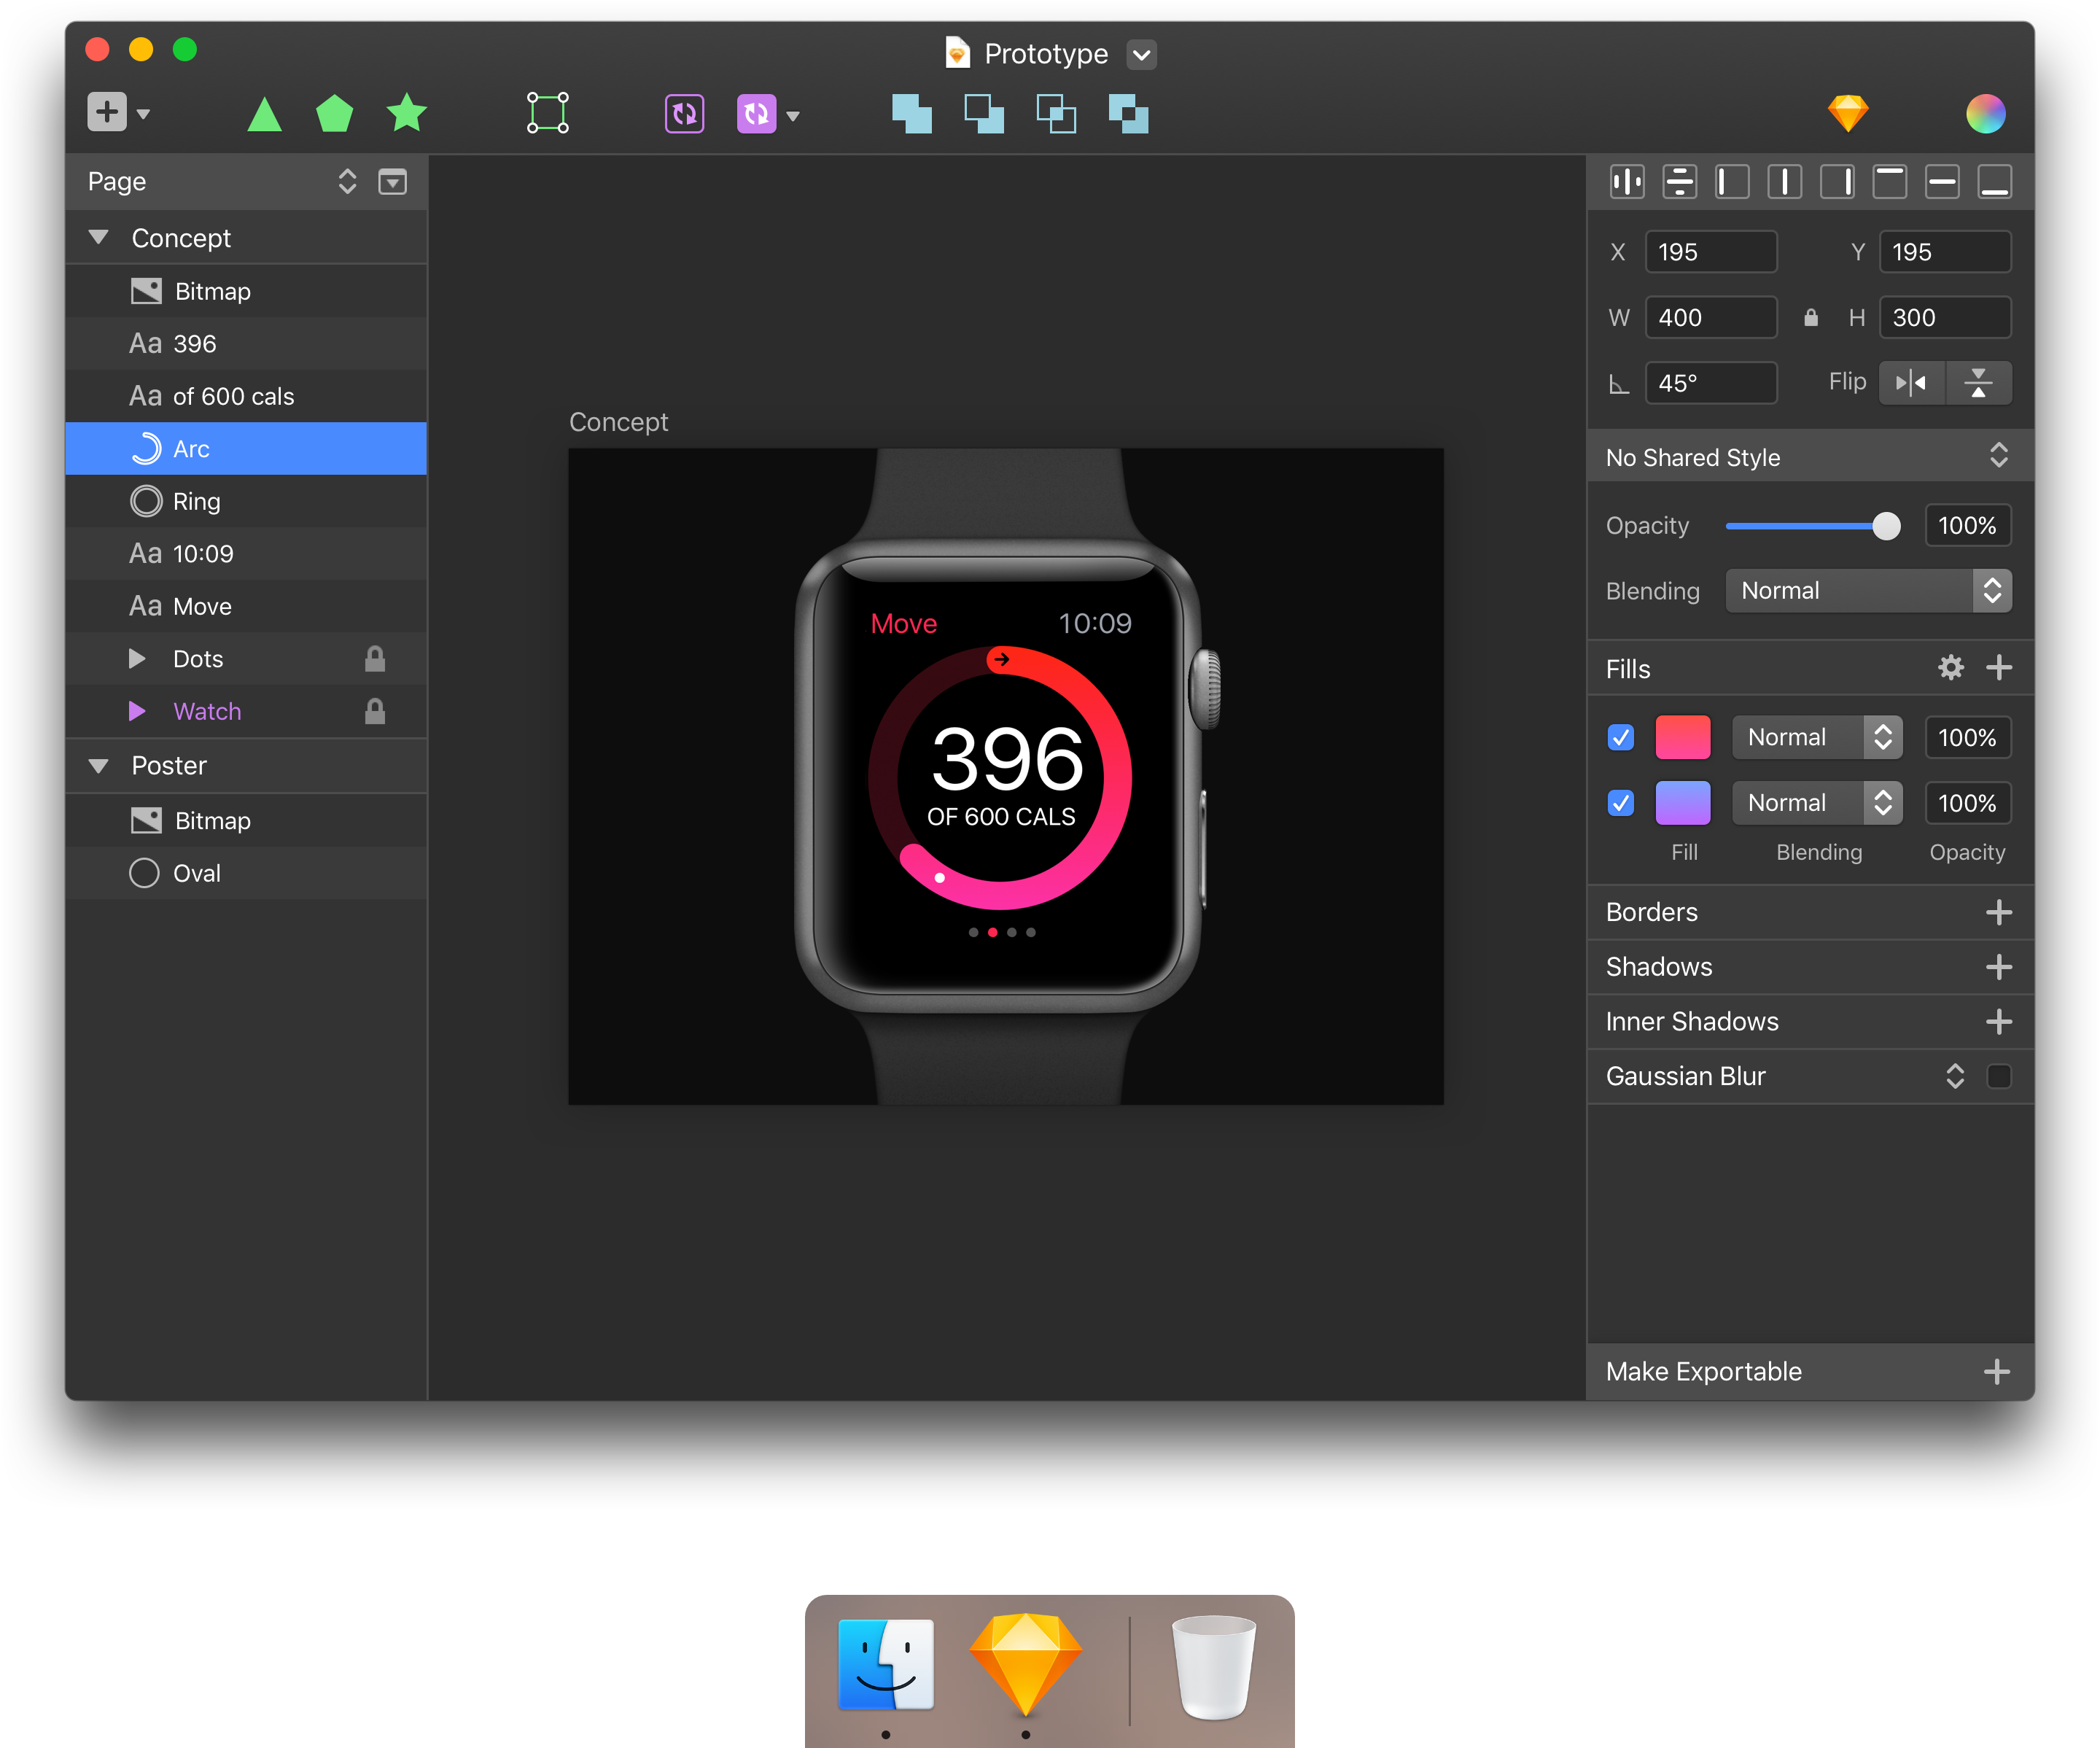 Prototype
Page
Concept
Bitmap
Aa 396
Aa of 600 cals
Arc
Ring
Aa 10:09
Aa Move
Dots
Watch
Poster
Bitmap
Oval
Concept
Move 10:09
396
OF 600 CALS
X 195 Y 195
W 400 H 300
45° Flip
No Shared Style
Opacity 100%
Blending Normal
Fills
Normal 100%
Normal 100%
Fill Blending Opacity
Borders
Shadows
Inner Shadows
Gaussian Blur
Make Exportable